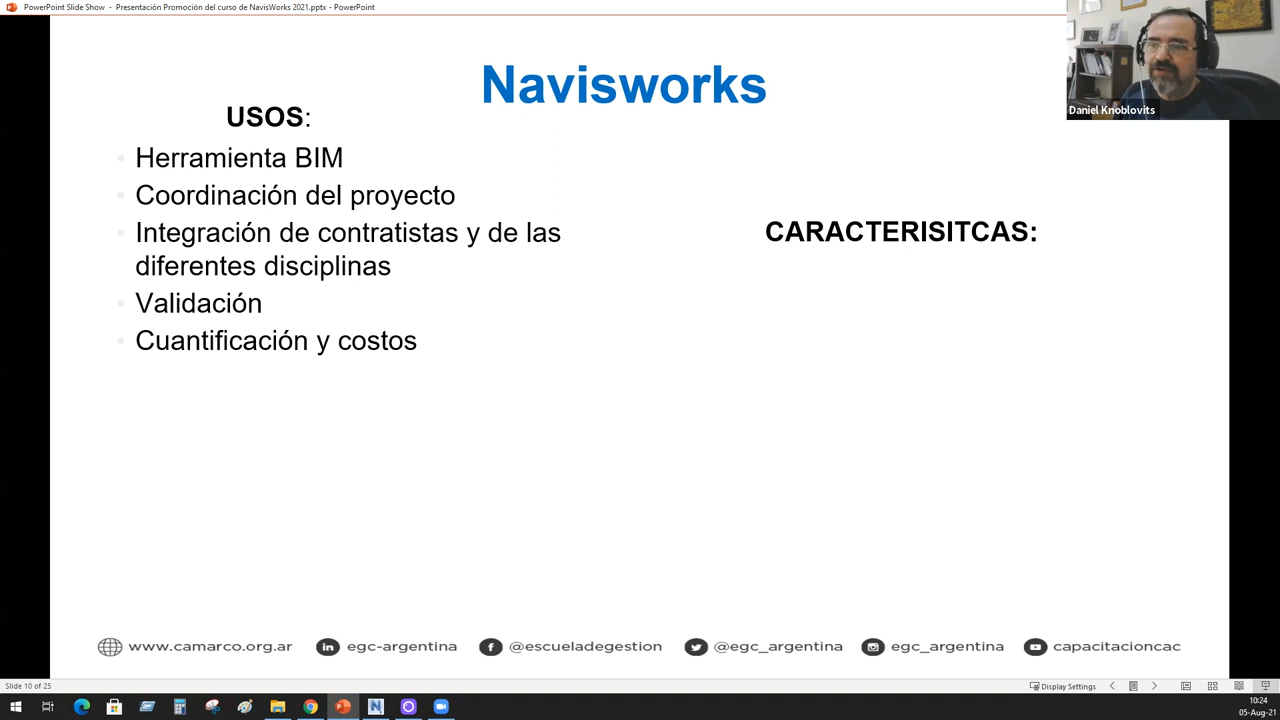 PowerPoint Slide Show - Presentación Promoción del curso de NavisWorks 2021.pptx - PowerPoint
Daniel Knoblovits
Navisworks
USOS:
Herramienta BIM
Coordinación del proyecto
Integración de contratistas y de las
diferentes disciplinas
Validación
Cuantificación y costos
CARACTERISITCAS:
www.camarco.org.ar egc-argentina @escueladegestion @egc_argentina egc_argentina capacitacioncac
Slide 10 of 25 Display Settings
10:24
05-Aug-21